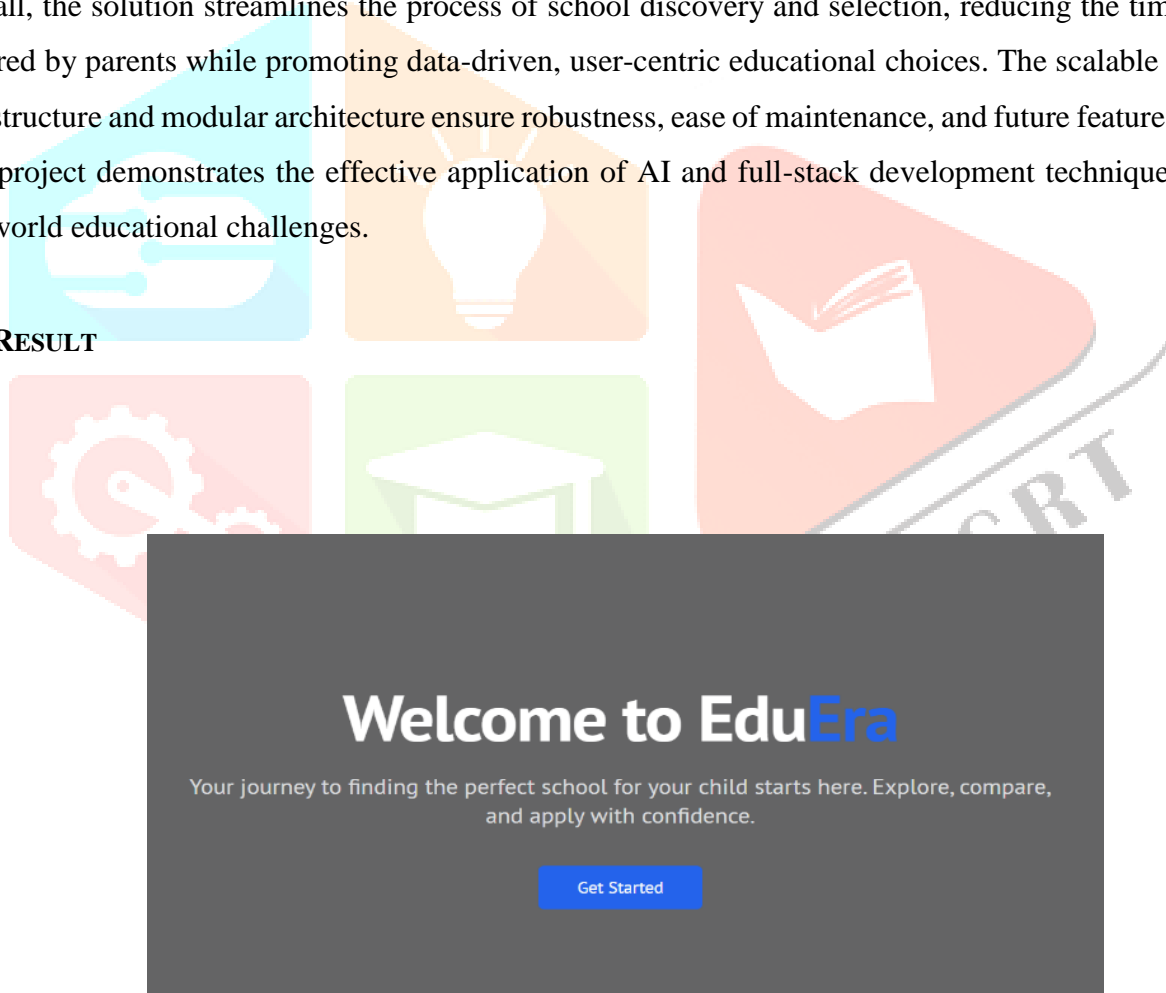 all, the solution streamlines the process of school discovery and selection, reducing the tim
red by parents while promoting data-driven, user-centric educational choices. The scalable
structure and modular architecture ensure robustness, ease of maintenance, and future feature
project demonstrates the effective application of AI and full-stack development technique
world educational challenges.
RESULT
CRT
Welcome to EduEra
Your journey to finding the perfect school for your child starts here. Explore, compare,
and apply with confidence.
Get Started